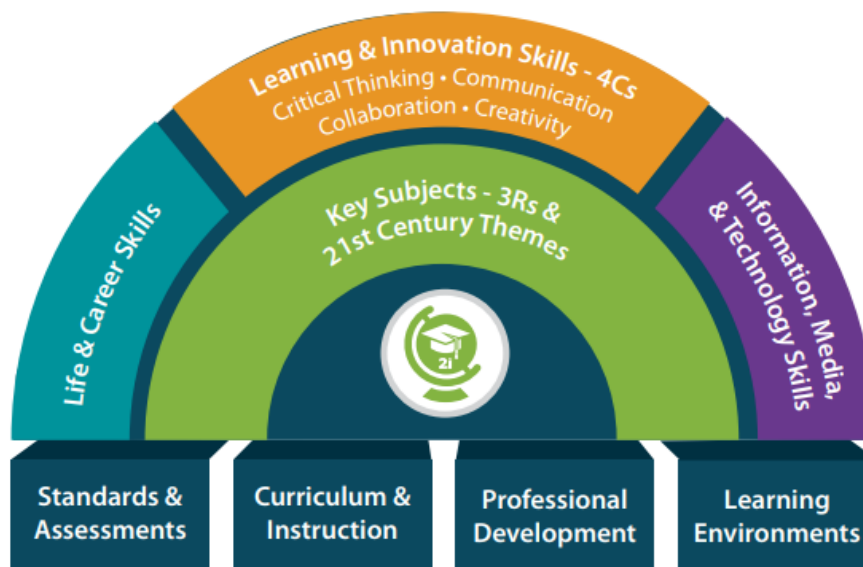 Learning & Innovation Skills - 4Cs
Critical Thinking • Communication
Collaboration • Creativity
Life & Career Skills
Key Subjects - 3Rs &
21st Century Themes
Information, Media,
& Technology Skills
2i
Standards &
Assessments
Curriculum &
Instruction
Professional
Development
Learning
Environments